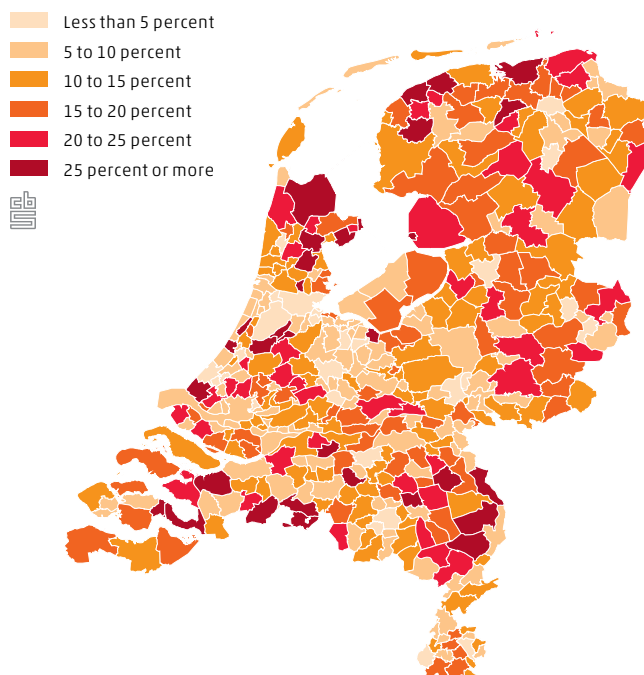 Less than 5 percent
5 to 10 percent
10 to 15 percent
15 to 20 percent
20 to 25 percent
25 percent or more